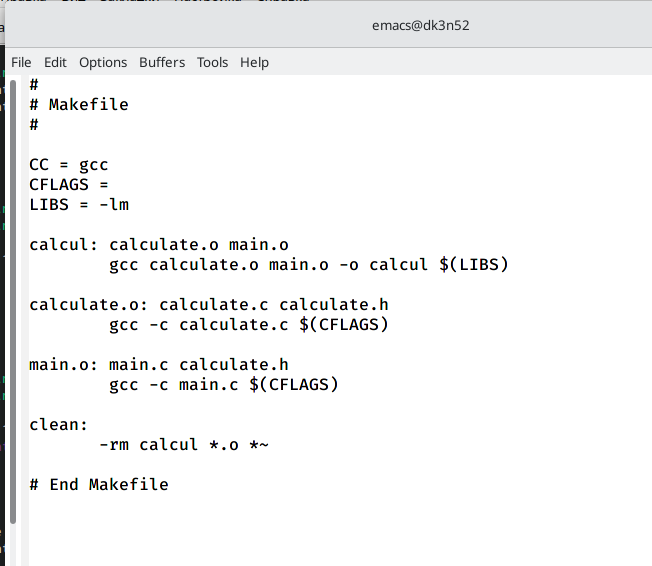 emacs@dk3n52
File Edit Options Buffers Tools Help
#
# Makefile
#
CC = gcc
CFLAGS =
LIBS = -lm
calcul: calculate.o main.o
gcc calculate.o main.o -o calcul $(LIBS)
calculate.o: calculate.c calculate.h
gcc -c calculate.c $(CFLAGS)
main.o: main.c calculate.h
gcc -c main.c $(CFLAGS)
clean:
-rm calcul *.o *~
# End Makefile